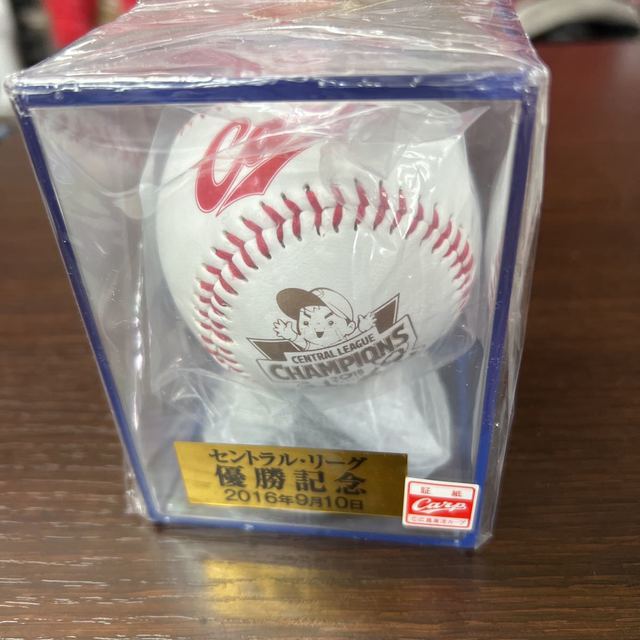 CENTRAL LEAGUE
CHAMPIONS
セントラル・リーグ
優勝記念
2016年9月10日
証紙
Carp